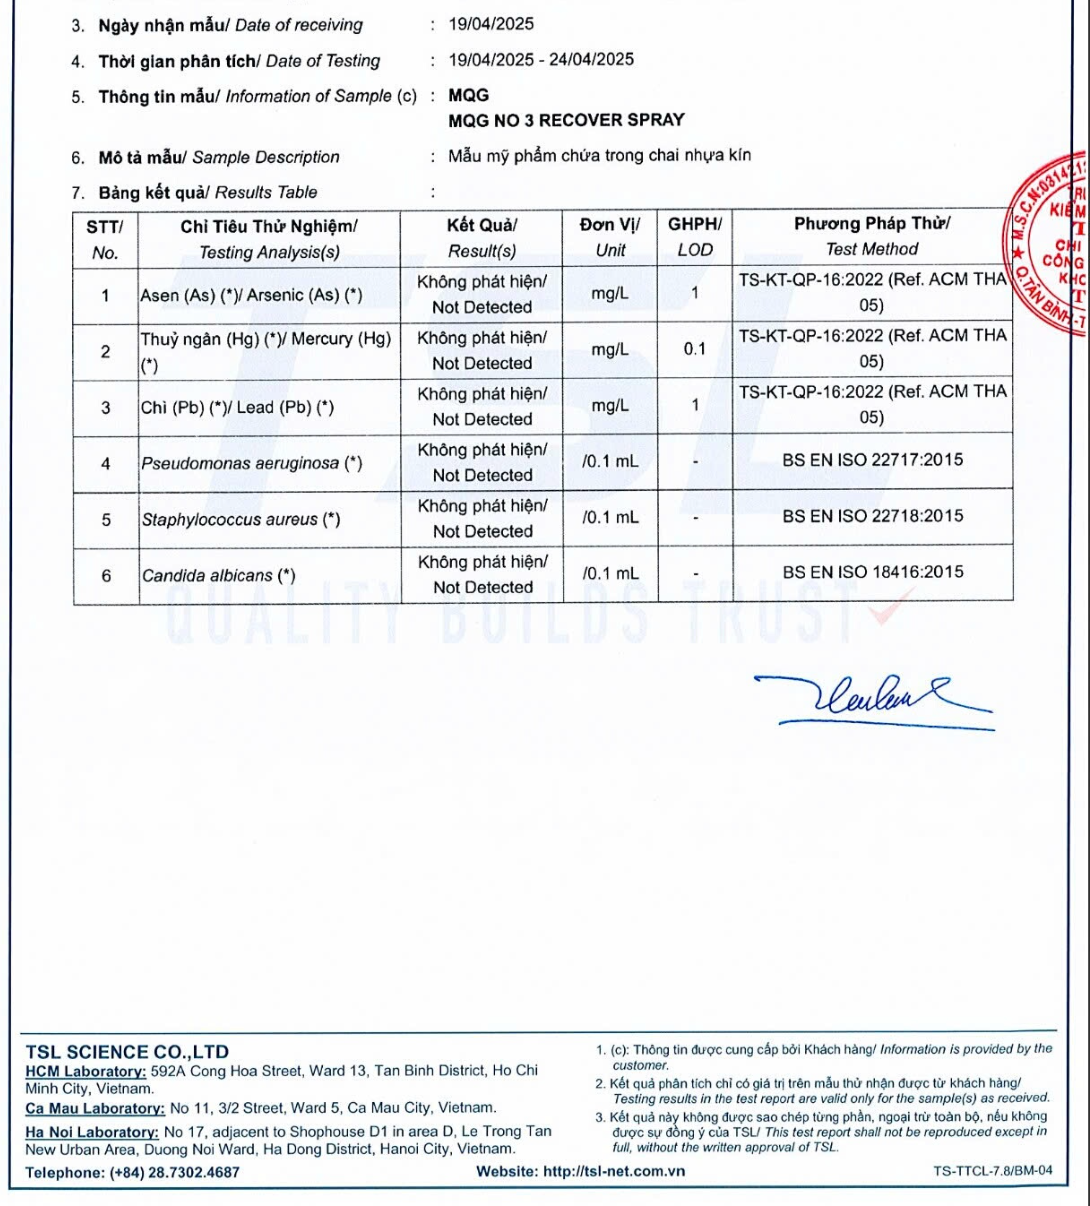 3. Ngày nhận mẫu/ Date of receiving : 19/04/2025
4. Thời gian phân tích/ Date of Testing : 19/04/2025 - 24/04/2025
5. Thông tin mẫu/ Information of Sample (c) : MQG
MQG NO 3 RECOVER SPRAY
6. Mô tả mẫu/ Sample Description : Mẫu mỹ phẩm chứa trong chai nhựa kín
7. Bảng kết quả/ Results Table :
STT/ Chỉ Tiêu Thử Nghiệm/ Kết Quả/ Đơn Vị/ GHPH/ Phương Pháp Thử/
No. Testing Analysis(s) Result(s) Unit LOD Test Method
1 Asen (As) (*)/ Arsenic (As) (*) Không phát hiện/ Not Detected mg/L 1 TS-KT-QP-16:2022 (Ref. ACM THA 05)
2 Thuỷ ngân (Hg) (*)/ Mercury (Hg) (*) Không phát hiện/ Not Detected mg/L 0.1 TS-KT-QP-16:2022 (Ref. ACM THA 05)
3 Chì (Pb) (*)/ Lead (Pb) (*) Không phát hiện/ Not Detected mg/L 1 TS-KT-QP-16:2022 (Ref. ACM THA 05)
4 Pseudomonas aeruginosa (*) Không phát hiện/ Not Detected /0.1 mL - BS EN ISO 22717:2015
5 Staphylococcus aureus (*) Không phát hiện/ Not Detected /0.1 mL - BS EN ISO 22718:2015
6 Candida albicans (*) Không phát hiện/ Not Detected /0.1 mL - BS EN ISO 18416:2015
TSL
QUALITY BUILDS TRUST
M.S.C.N:03142
KIỂM
CHI
CÔNG
KHO
Q.TÂN BÌNH-T
TSL SCIENCE CO.,LTD
HCM Laboratory: 592A Cong Hoa Street, Ward 13, Tan Binh District, Ho Chi
Minh City, Vietnam.
Ca Mau Laboratory: No 11, 3/2 Street, Ward 5, Ca Mau City, Vietnam.
Ha Noi Laboratory: No 17, adjacent to Shophouse D1 in area D, Le Trong Tan
New Urban Area, Duong Noi Ward, Ha Dong District, Hanoi City, Vietnam.
Telephone: (+84) 28.7302.4687
Website: http://tsl-net.com.vn
1. (c): Thông tin được cung cấp bởi Khách hàng/ Information is provided by the
customer.
2. Kết quả phân tích chỉ có giá trị trên mẫu thử nhận được từ khách hàng/
Testing results in the test report are valid only for the sample(s) as received.
3. Kết quả này không được sao chép từng phần, ngoại trừ toàn bộ, nếu không
được sự đồng ý của TSL/ This test report shall not be reproduced except in
full, without the written approval of TSL.
TS-TTCL-7.8/BM-04